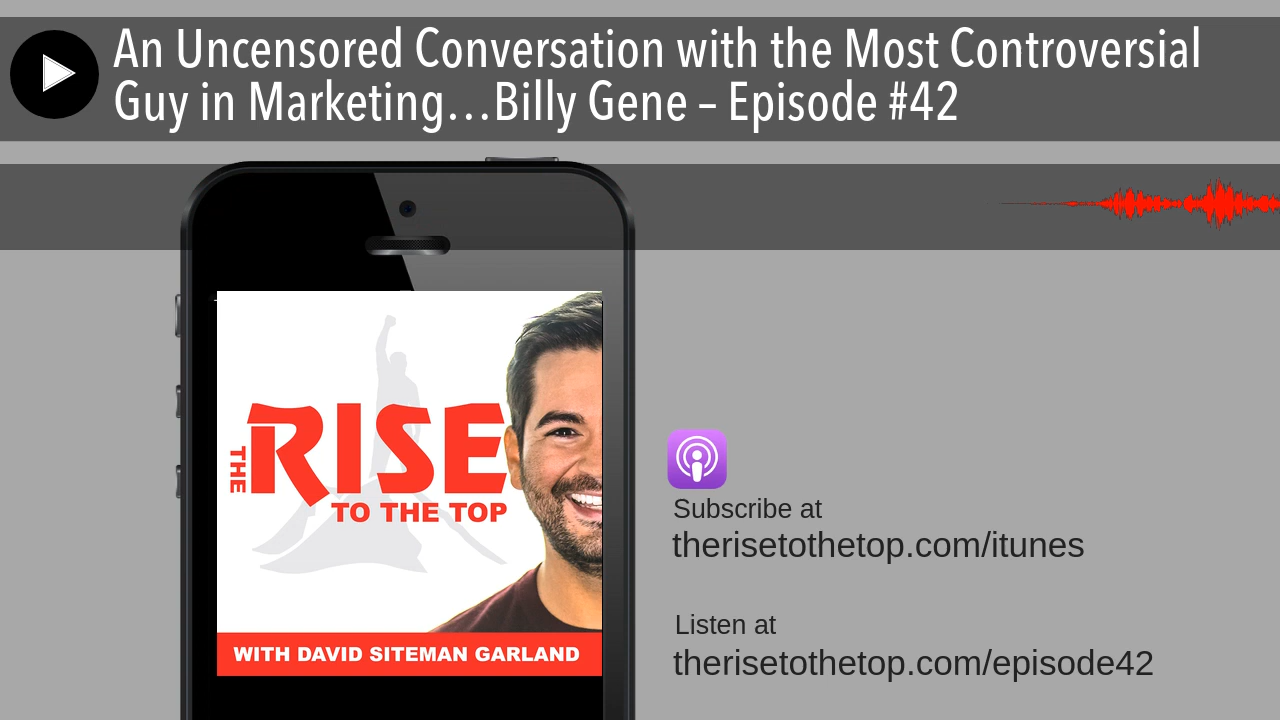 An Uncensored Conversation with the Most Controversial
Guy in Marketing…Billy Gene – Episode #42
THE
RISE
TO THE TOP
WITH DAVID SITEMAN GARLAND
Subscribe at
therisetothetop.com/itunes
Listen at
therisetothetop.com/episode42